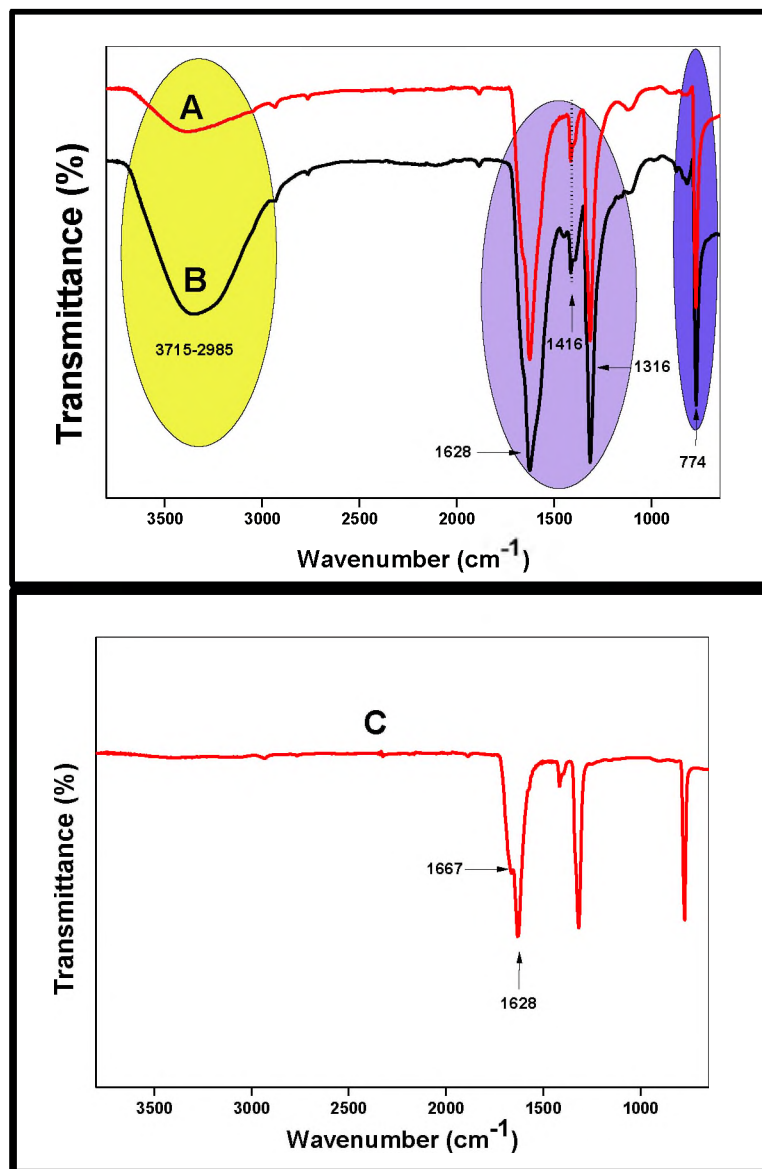 Transmittance (%)
A
B
3715-2985
1416
1316
1628
774
3500
3000
2500
2000
1500
1000
Wavenumber (cm-1)
Transmittance (%)
C
1667
1628
3500
3000
2500
2000
1500
1000
Wavenumber (cm-1)